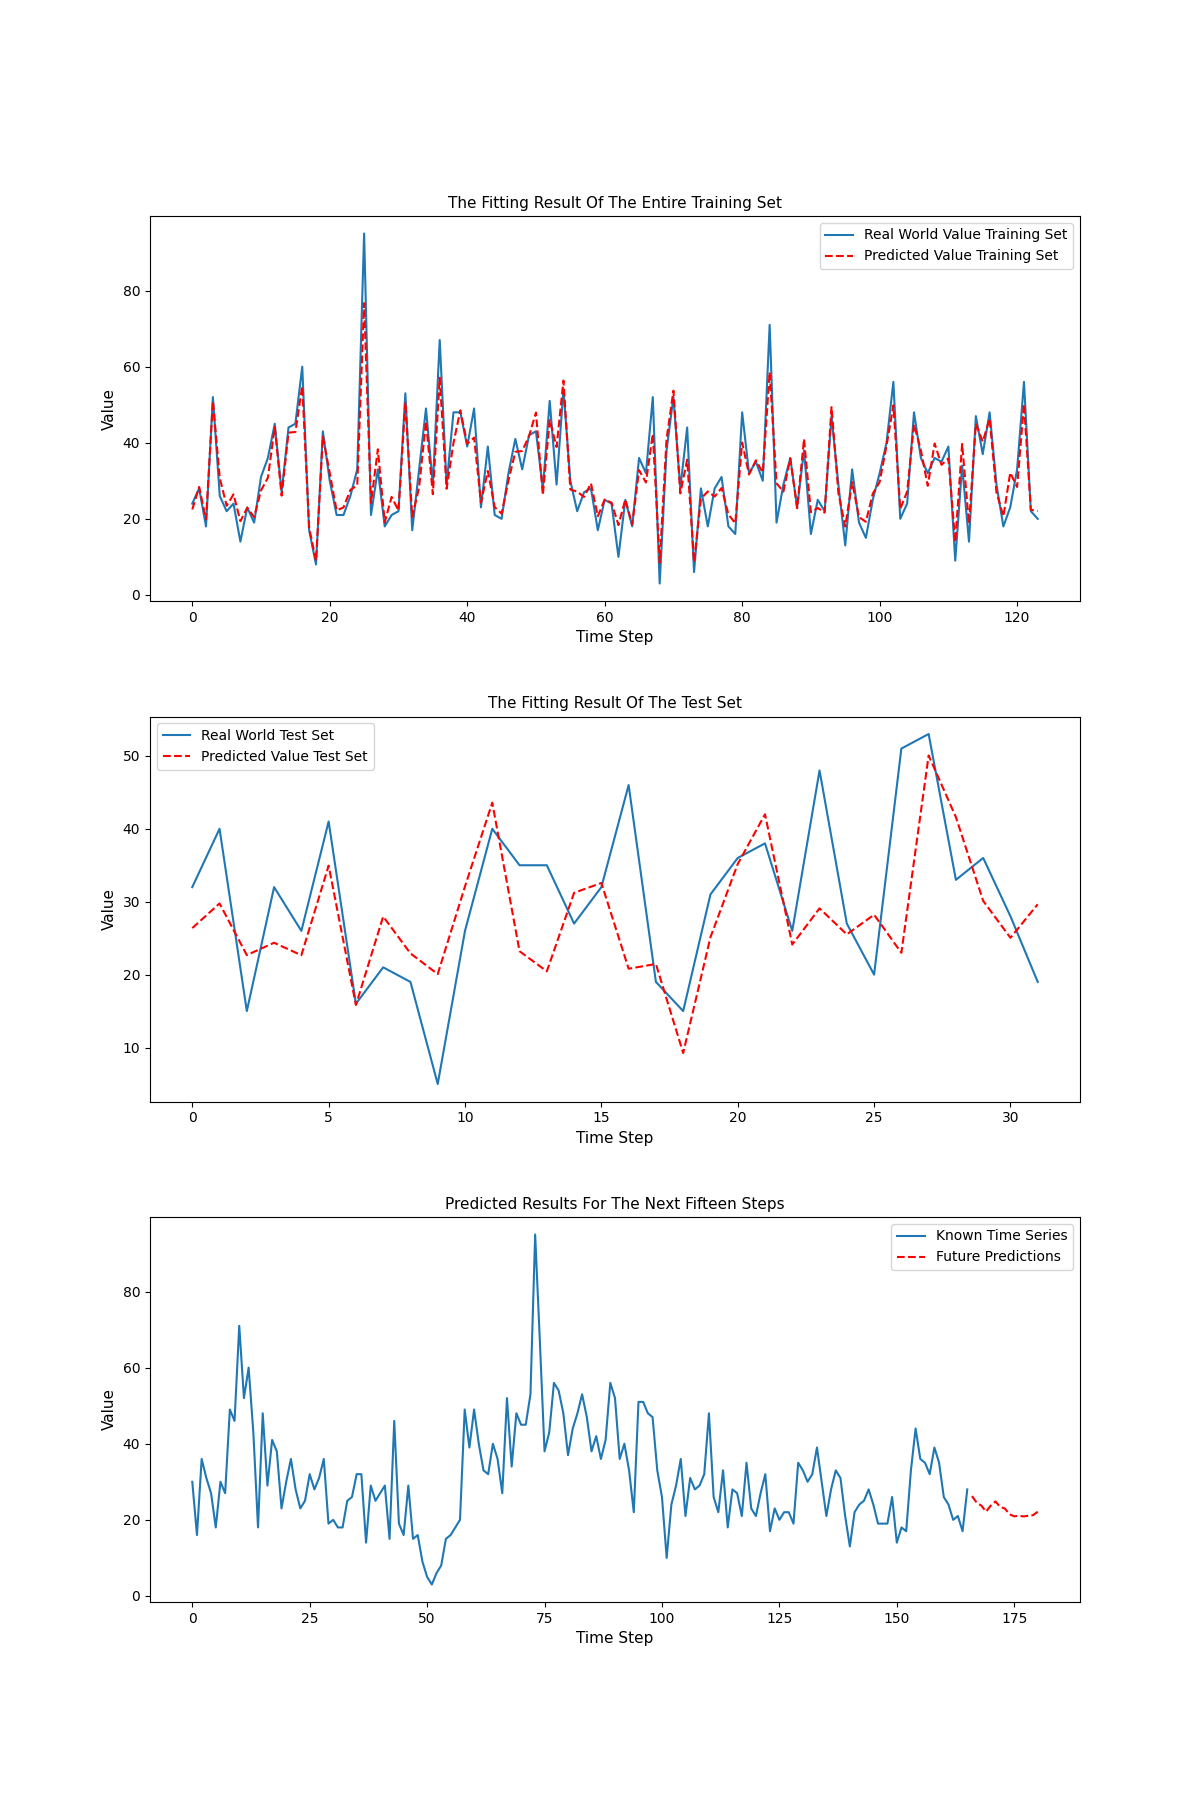 The Fitting Result Of The Entire Training Set
Real World Value Training Set
Predicted Value Training Set
Value
80
60
40
20
0
0 20 40 60 80 100 120
Time Step
The Fitting Result Of The Test Set
Real World Test Set
Predicted Value Test Set
Value
50
40
30
20
10
0 5 10 15 20 25 30
Time Step
Predicted Results For The Next Fifteen Steps
Known Time Series
Future Predictions
Value
80
60
40
20
0
0 25 50 75 100 125 150 175
Time Step